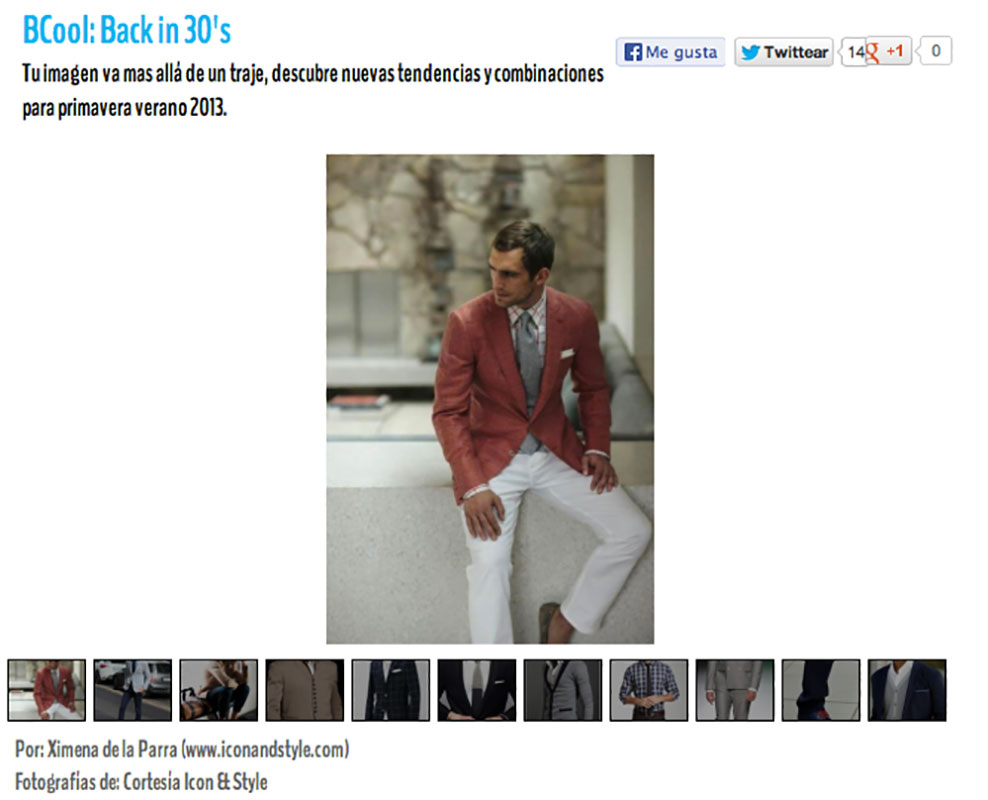 BCool: Back in 30's
Me gusta
Twittear
14
+1
0
Tu imagen va mas allá de un traje, descubre nuevas tendencias y combinaciones
para primavera verano 2013.
Por: Ximena de la Parra (www.iconandstyle.com)
Fotografías de: Cortesía Icon & Style